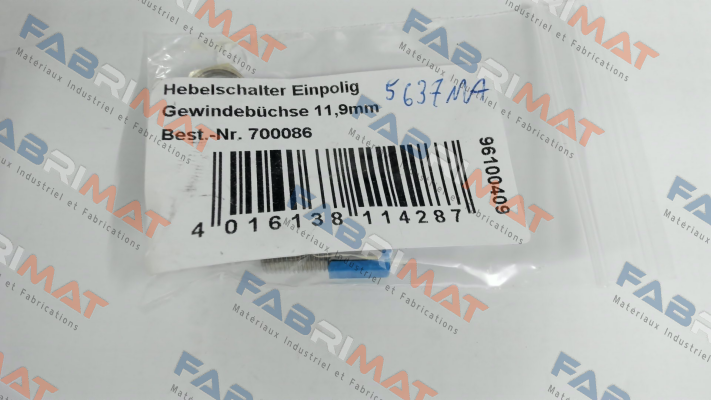 Hebelschalter Einpolig
Gewindebüchse 11,9mm
Best.-Nr. 700086
5637MA
96100409
4 016138 114287
FABRIMAT
Matériaux Industriel et Fabrications